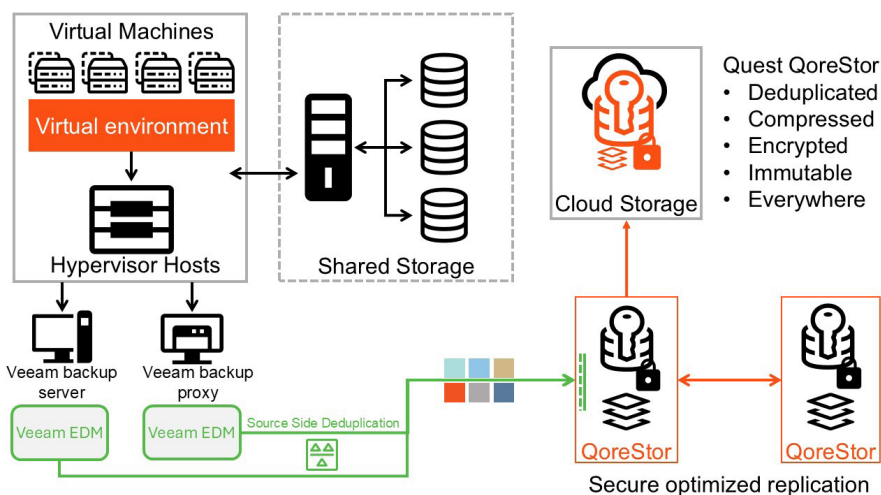 Virtual Machines
Virtual environment
Hypervisor Hosts
Shared Storage
Cloud Storage
Quest QoreStor
• Deduplicated
• Compressed
• Encrypted
• Immutable
• Everywhere
Veeam backup
server
Veeam backup
proxy
Veeam EDM
Veeam EDM
Source Side Deduplication
QoreStor
QoreStor
Secure optimized replication